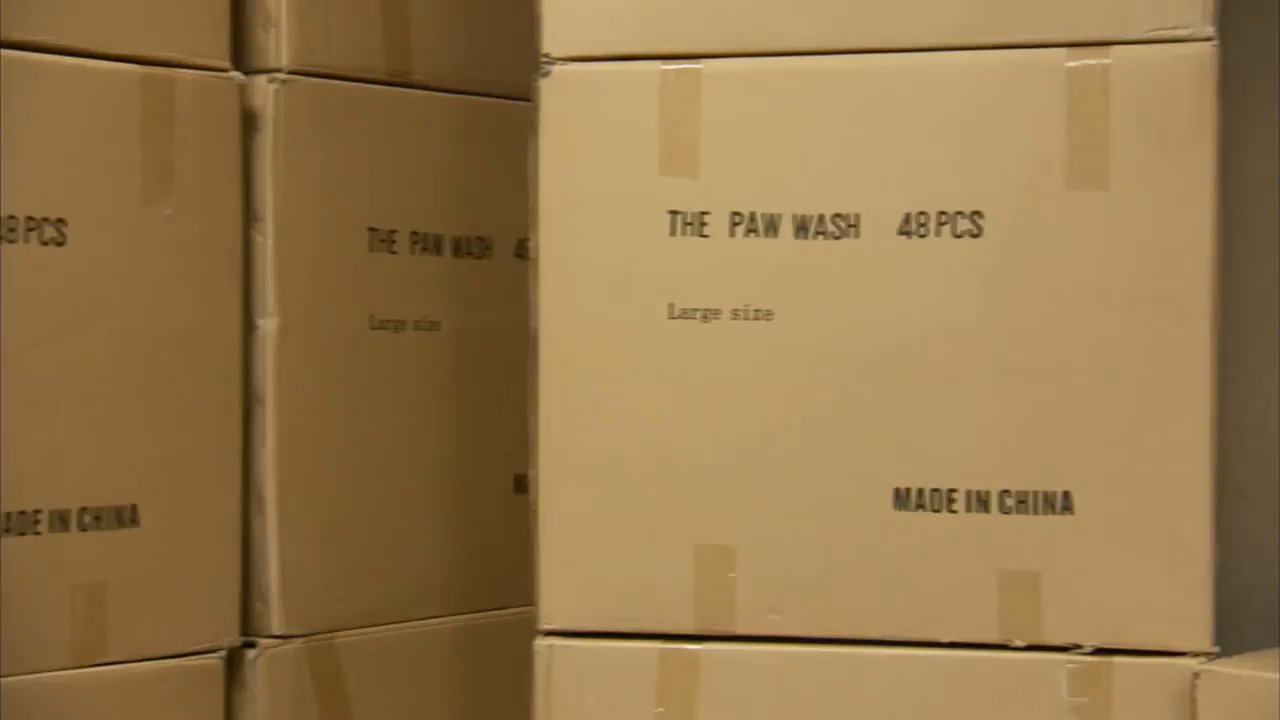 48 PCS
MADE IN CHINA
THE PAW WASH
Large size
THE PAW WASH 48 PCS
Large size
MADE IN CHINA